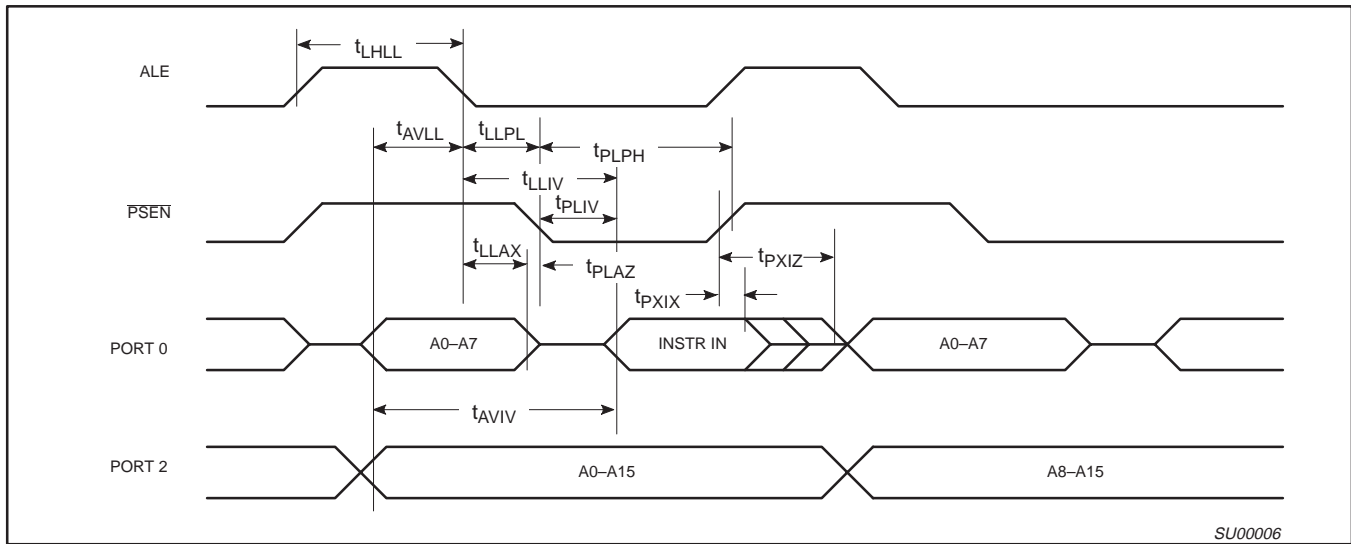 tLHLL
ALE
tAVLL tLLPL tPLPH
tLLIV
PSEN
tPLIV
tLLAX
tPLAZ
tPXIZ
tPXIX
PORT 0 A0–A7 INSTR IN A0–A7
tAVIV
PORT 2 A0–A15 A8–A15
SU00006